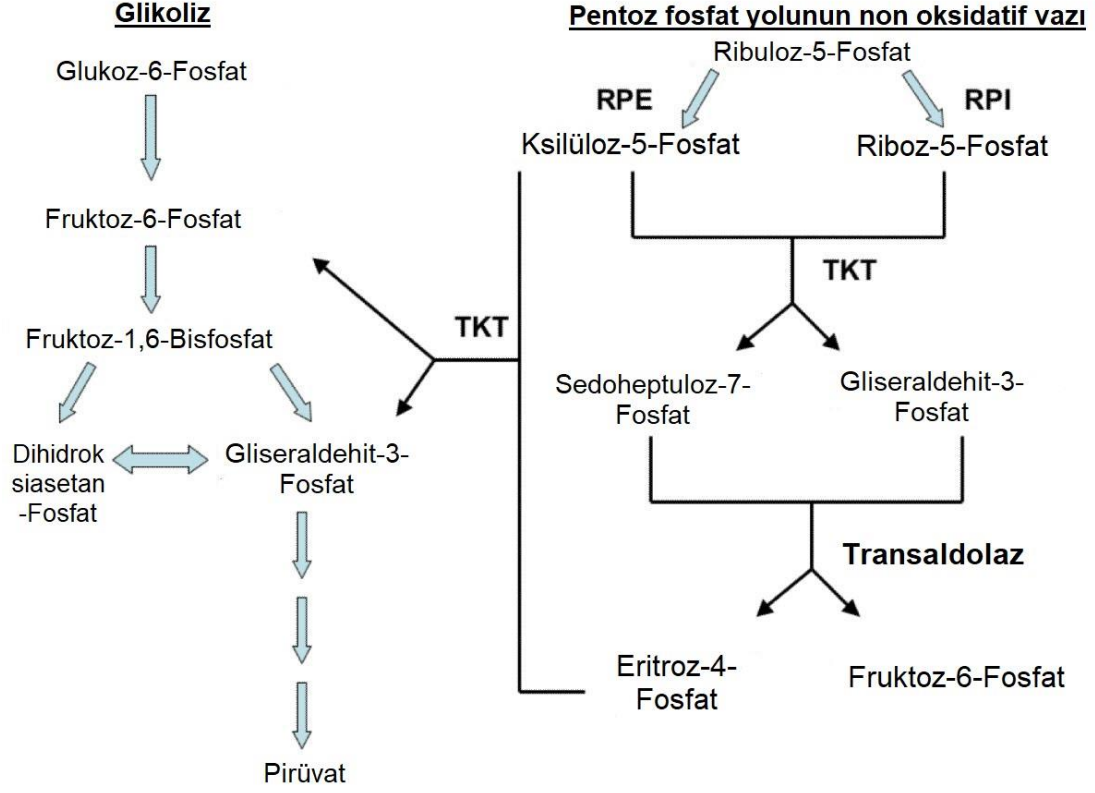 Glikoliz
Glukoz-6-Fosfat
Fruktoz-6-Fosfat
Fruktoz-1,6-Bisfosfat
Dihidrok
siasetan
-Fosfat
Gliseraldehit-3-
Fosfat
Pirüvat
Pentoz fosfat yolunun non oksidatif vazı
Ribuloz-5-Fosfat
RPE
RPI
Ksilüloz-5-Fosfat
Riboz-5-Fosfat
TKT
TKT
Sedoheptuloz-7-
Fosfat
Gliseraldehit-3-
Fosfat
Transaldolaz
Eritroz-4-
Fosfat
Fruktoz-6-Fosfat